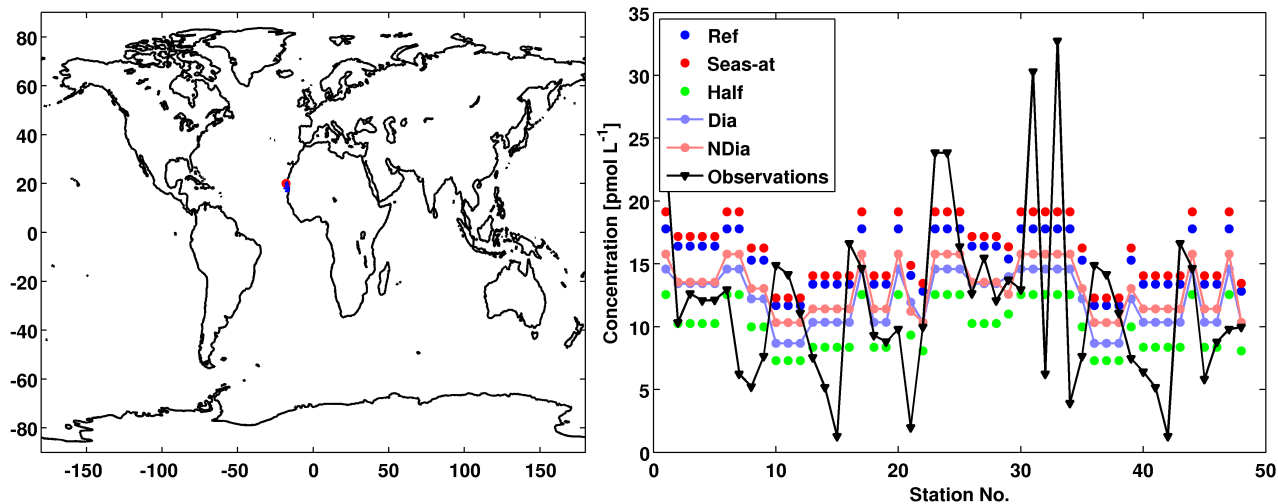 80
60
40
20
0
-20
-40
-60
-80
-150 -100 -50 0 50 100 150
Concentration [pmol L-1]
35
30
25
20
15
10
5
0
Ref
Seas-at
Half
Dia
NDia
Observations
0 10 20 30 40 50
Station No.